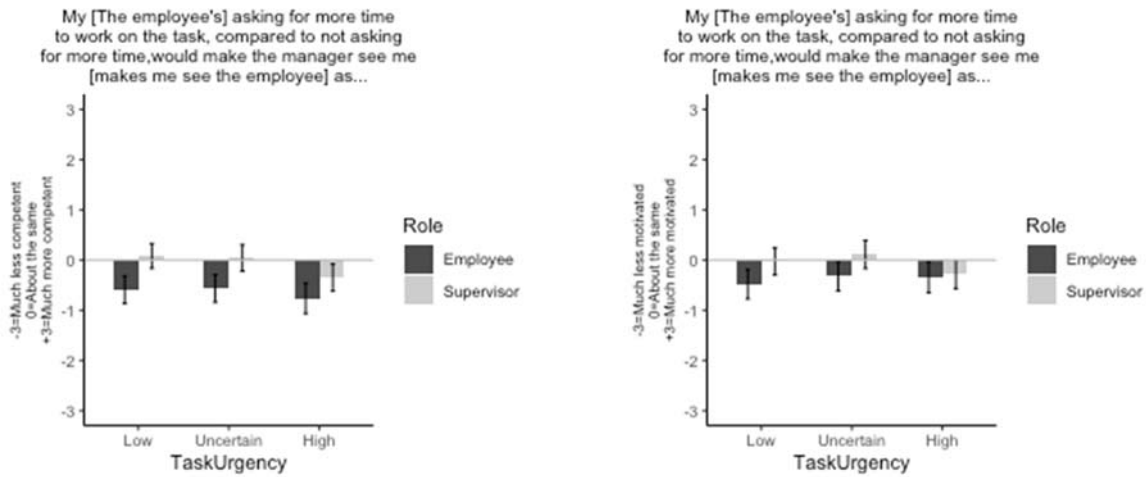 My [The employee's] asking for more time
to work on the task, compared to not asking
for more time,would make the manager see me
[makes me see the employee] as...
-3=Much less competent
0=About the same
+3=Much more competent
3
2
1
0
-1
-2
-3
Low Uncertain High
TaskUrgency
Role
Employee
Supervisor
My [The employee's] asking for more time
to work on the task, compared to not asking
for more time,would make the manager see me
[makes me see the employee] as...
-3=Much less motivated
0=About the same
+3=Much more motivated
3
2
1
0
-1
-2
-3
Low Uncertain High
TaskUrgency
Role
Employee
Supervisor